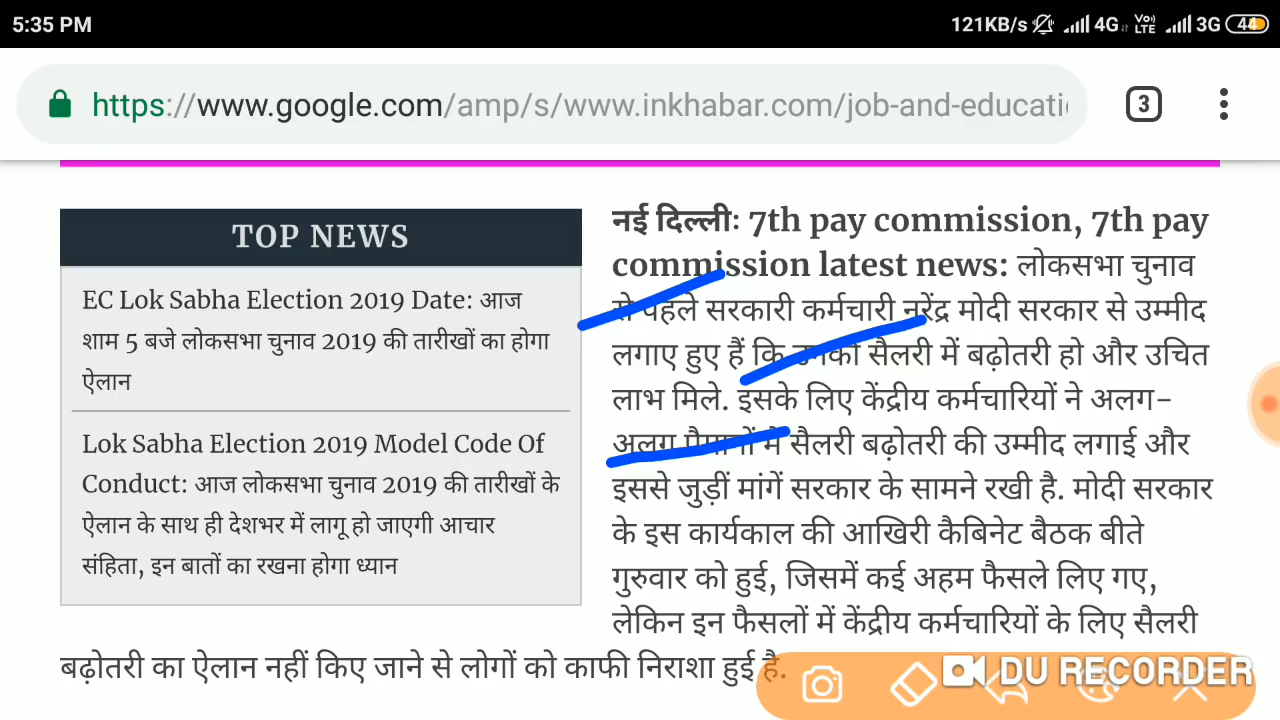 5:35 PM
121KB/s 4G VoLTE 3G 44
https://www.google.com/amp/s/www.inkhabar.com/job-and-educati
3
TOP NEWS
EC Lok Sabha Election 2019 Date: आज
शाम 5 बजे लोकसभा चुनाव 2019 की तारीखों का होगा
ऐलान
Lok Sabha Election 2019 Model Code Of
Conduct: आज लोकसभा चुनाव 2019 की तारीखों के
ऐलान के साथ ही देशभर में लागू हो जाएगी आचार
संहिता, इन बातों का रखना होगा ध्यान
नई दिल्लीः 7th pay commission, 7th pay
commission latest news: लोकसभा चुनाव
से पहले सरकारी कर्मचारी नरेंद्र मोदी सरकार से उम्मीद
लगाए हुए हैं कि उनकी सैलरी में बढ़ोतरी हो और उचित
लाभ मिले. इसके लिए केंद्रीय कर्मचारियों ने अलग-
अलग पैमानों में सैलरी बढ़ोतरी की उम्मीद लगाई और
इससे जुड़ीं मांगें सरकार के सामने रखी है. मोदी सरकार
के इस कार्यकाल की आखिरी कैबिनेट बैठक बीते
गुरुवार को हुई, जिसमें कई अहम फैसले लिए गए,
लेकिन इन फैसलों में केंद्रीय कर्मचारियों के लिए सैलरी
बढ़ोतरी का ऐलान नहीं किए जाने से लोगों को काफी निराशा हुई है.
DU RECORDER